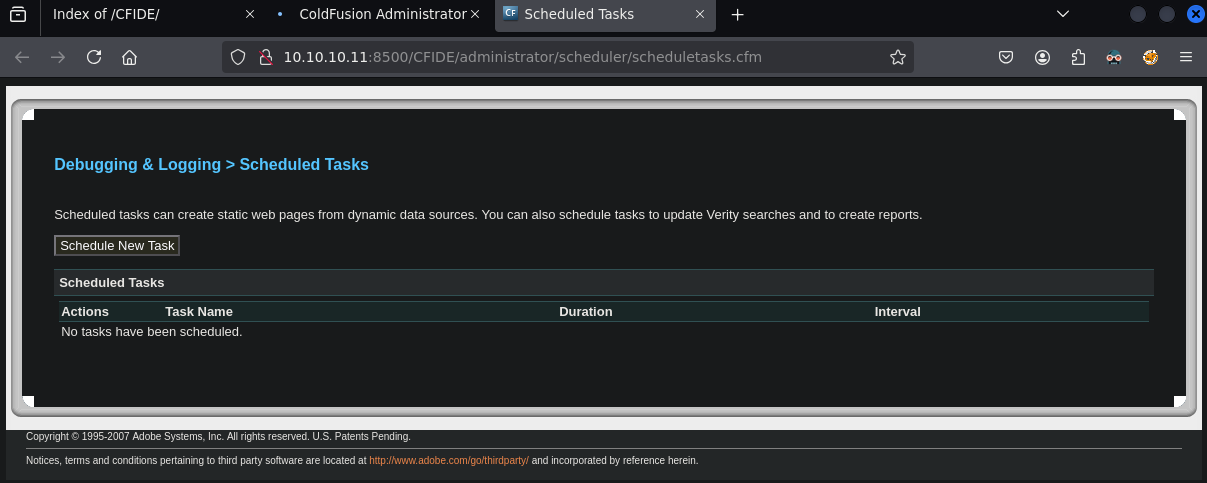 Index of /CFIDE/
ColdFusion Administrator
Scheduled Tasks
10.10.10.11:8500/CFIDE/administrator/scheduler/scheduletasks.cfm
Debugging & Logging > Scheduled Tasks
Scheduled tasks can create static web pages from dynamic data sources. You can also schedule tasks to update Verity searches and to create reports.
Schedule New Task
Scheduled Tasks
Actions Task Name Duration Interval
No tasks have been scheduled.
Copyright © 1995-2007 Adobe Systems, Inc. All rights reserved. U.S. Patents Pending.
Notices, terms and conditions pertaining to third party software are located at http://www.adobe.com/go/thirdparty/ and incorporated by reference herein.